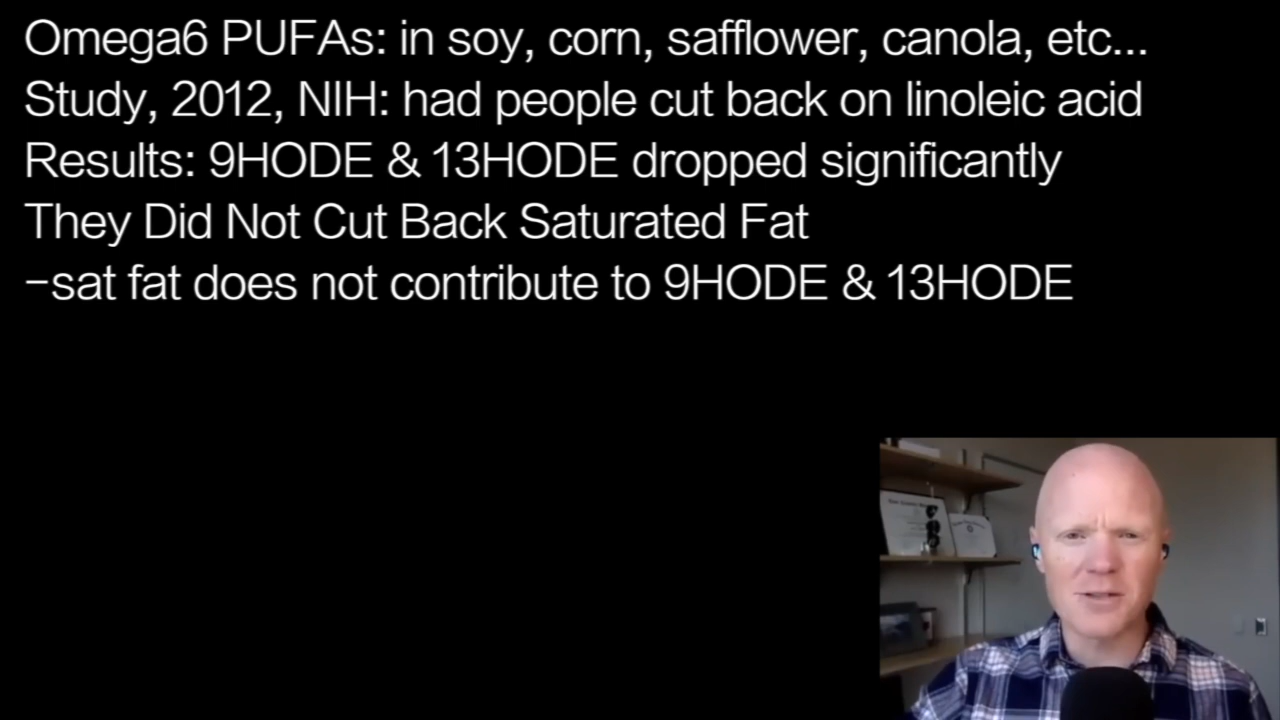 Omega6 PUFAs: in soy, corn, safflower, canola, etc...
Study, 2012, NIH: had people cut back on linoleic acid
Results: 9HODE & 13HODE dropped significantly
They Did Not Cut Back Saturated Fat
–sat fat does not contribute to 9HODE & 13HODE